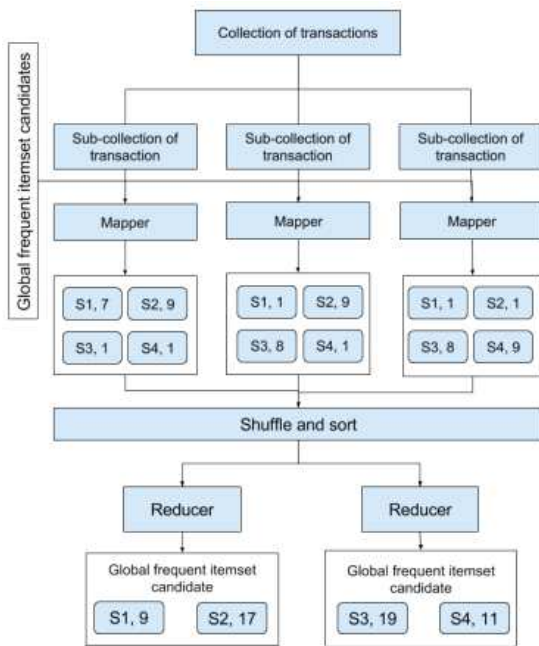 Collection of transactions
Global frequent itemset candidates
Sub-collection of
transaction
Sub-collection of
transaction
Sub-collection of
transaction
Mapper
Mapper
Mapper
S1, 7
S2, 9
S3, 1
S4, 1
S1, 1
S2, 9
S3, 8
S4, 1
S1, 1
S2, 1
S3, 8
S4, 9
Shuffle and sort
Reducer
Reducer
Global frequent itemset
candidate
S1, 9
S2, 17
Global frequent itemset
candidate
S3, 19
S4, 11